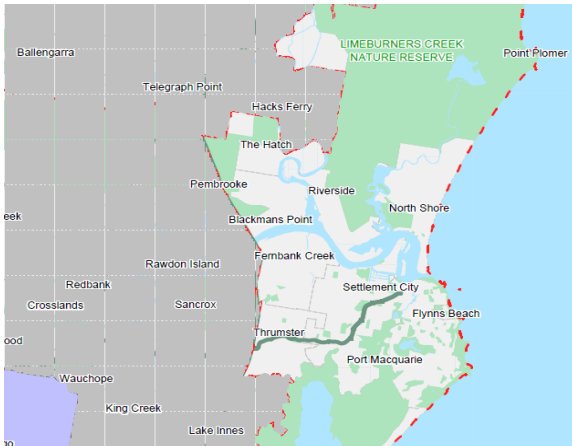 LIMEBURNERS CREEK
NATURE RESERVE
Ballengarra
Point Plomer
Telegraph Point
Hacks Ferry
The Hatch
Pembrooke
Riverside
North Shore
eek
Blackmans Point
Fernbank Creek
Rawdon Island
Redbank
Settlement City
Crosslands
Sancrox
Flynns Beach
Thrumster
ood
Port Macquarie
Wauchope
King Creek
Lake Innes
go